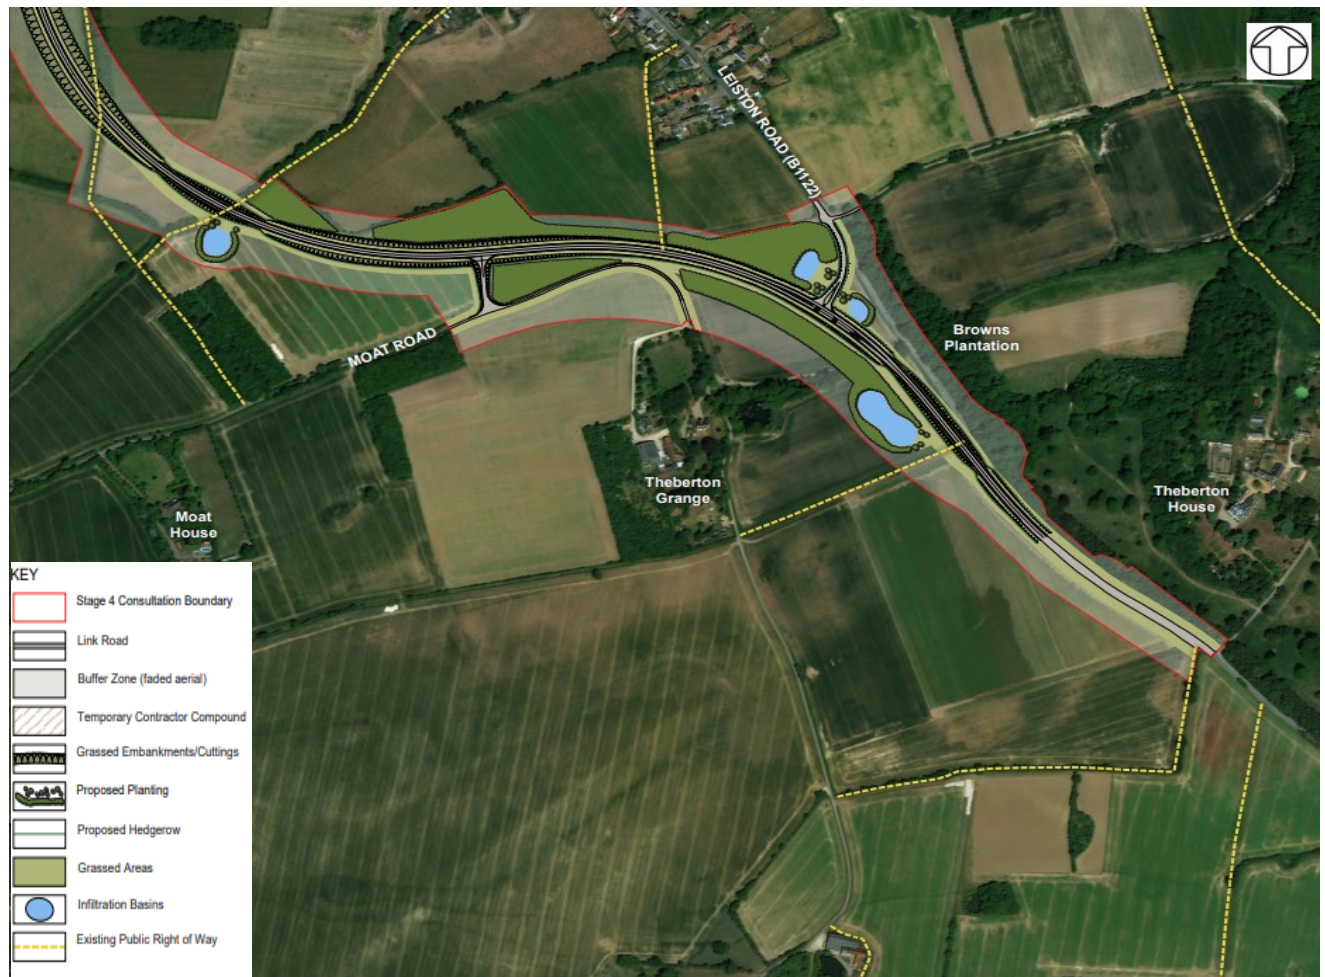 LEISTON ROAD (B1122)
MOAT ROAD
Browns
Plantation
Theberton
Grange
Theberton
House
Moat
House
KEY
Stage 4 Consultation Boundary
Link Road
Buffer Zone (faded aerial)
Temporary Contractor Compound
Grassed Embankments/Cuttings
Proposed Planting
Proposed Hedgerow
Grassed Areas
Infiltration Basins
Existing Public Right of Way